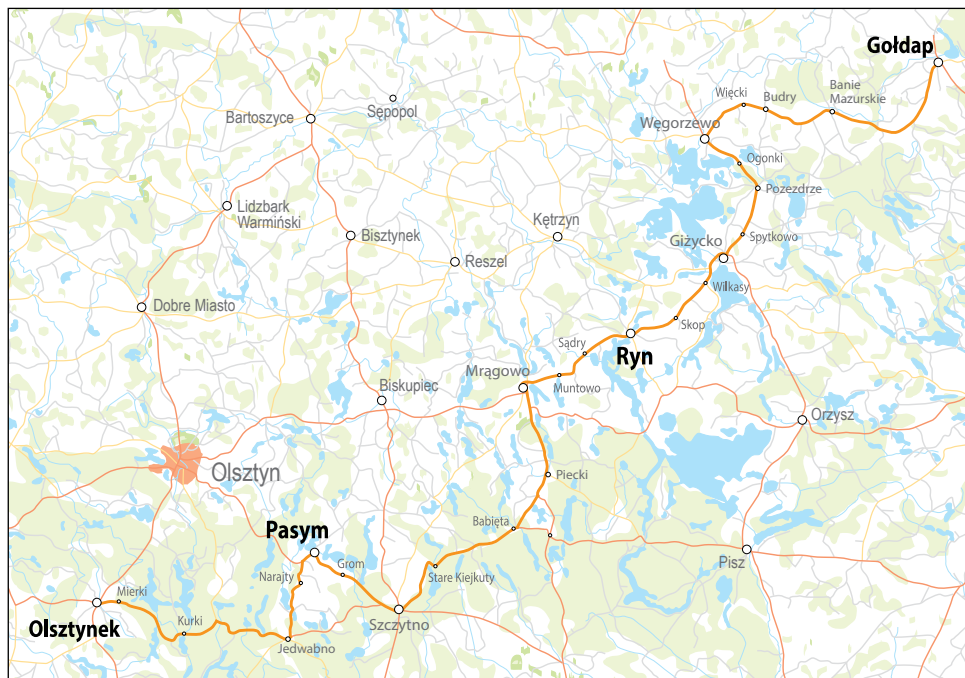 Gołdap
Banie
Mazurskie
Więcki
Budry
Sępopol
Bartoszyce
Węgorzewo
Ogonki
Pozezdrze
Lidzbark
Warmiński
Bisztynek
Kętrzyn
Spytkowo
Giżycko
Reszel
Wilkasy
Dobre Miasto
Skop
Sądry
Ryn
Mrągowo
Muntowo
Biskupiec
Orzysz
Olsztyn
Piecki
Pasym
Babięta
Grom
Pisz
Narajty
Stare Kiejkuty
Mierki
Kurki
Szczytno
Olsztynek
Jedwabno